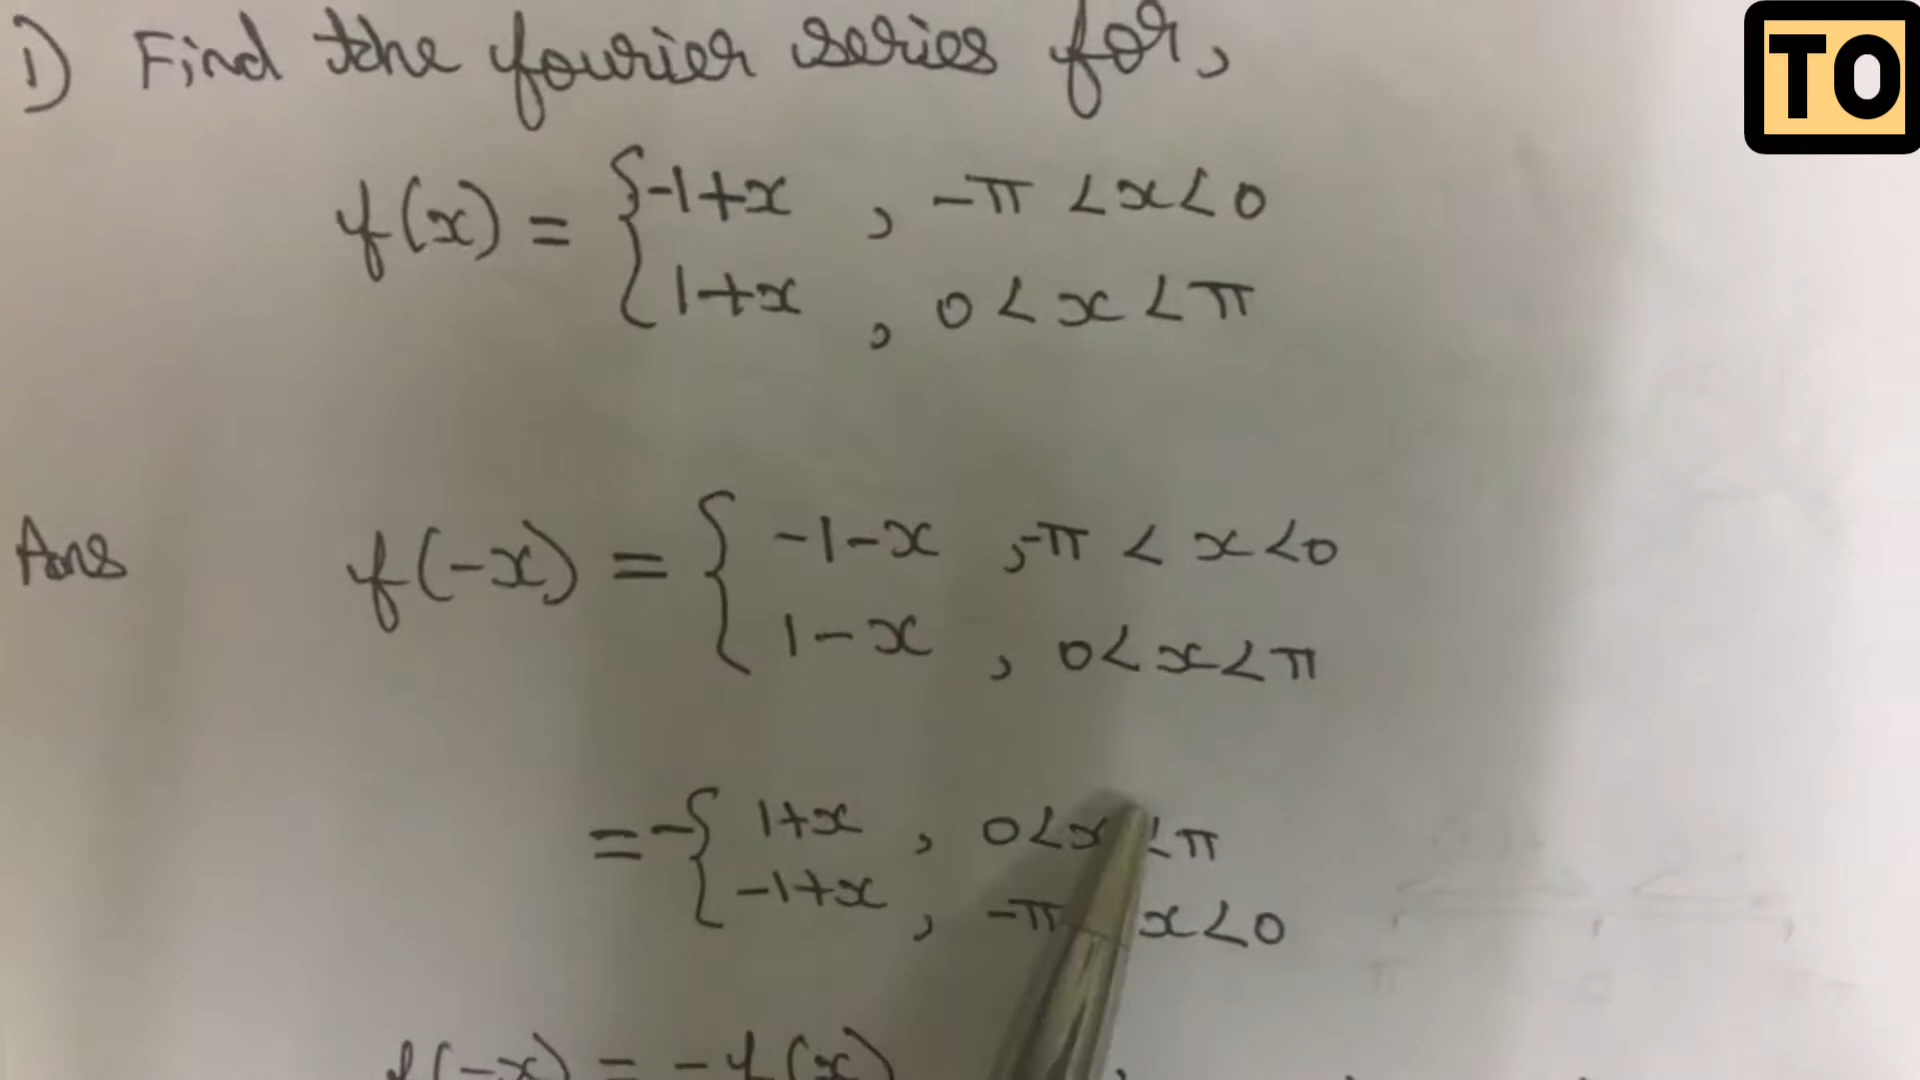 1) Find the fourier series for,
TO
f(x) = { -1+x , -π < x < 0
1+x , 0 < x < π
Ans f(-x) = { -1-x , -π < x < 0
1-x , 0 < x < π
= -{ 1+x , 0 < x < π
-1+x , -π x < 0
f(-x) = -f(x)